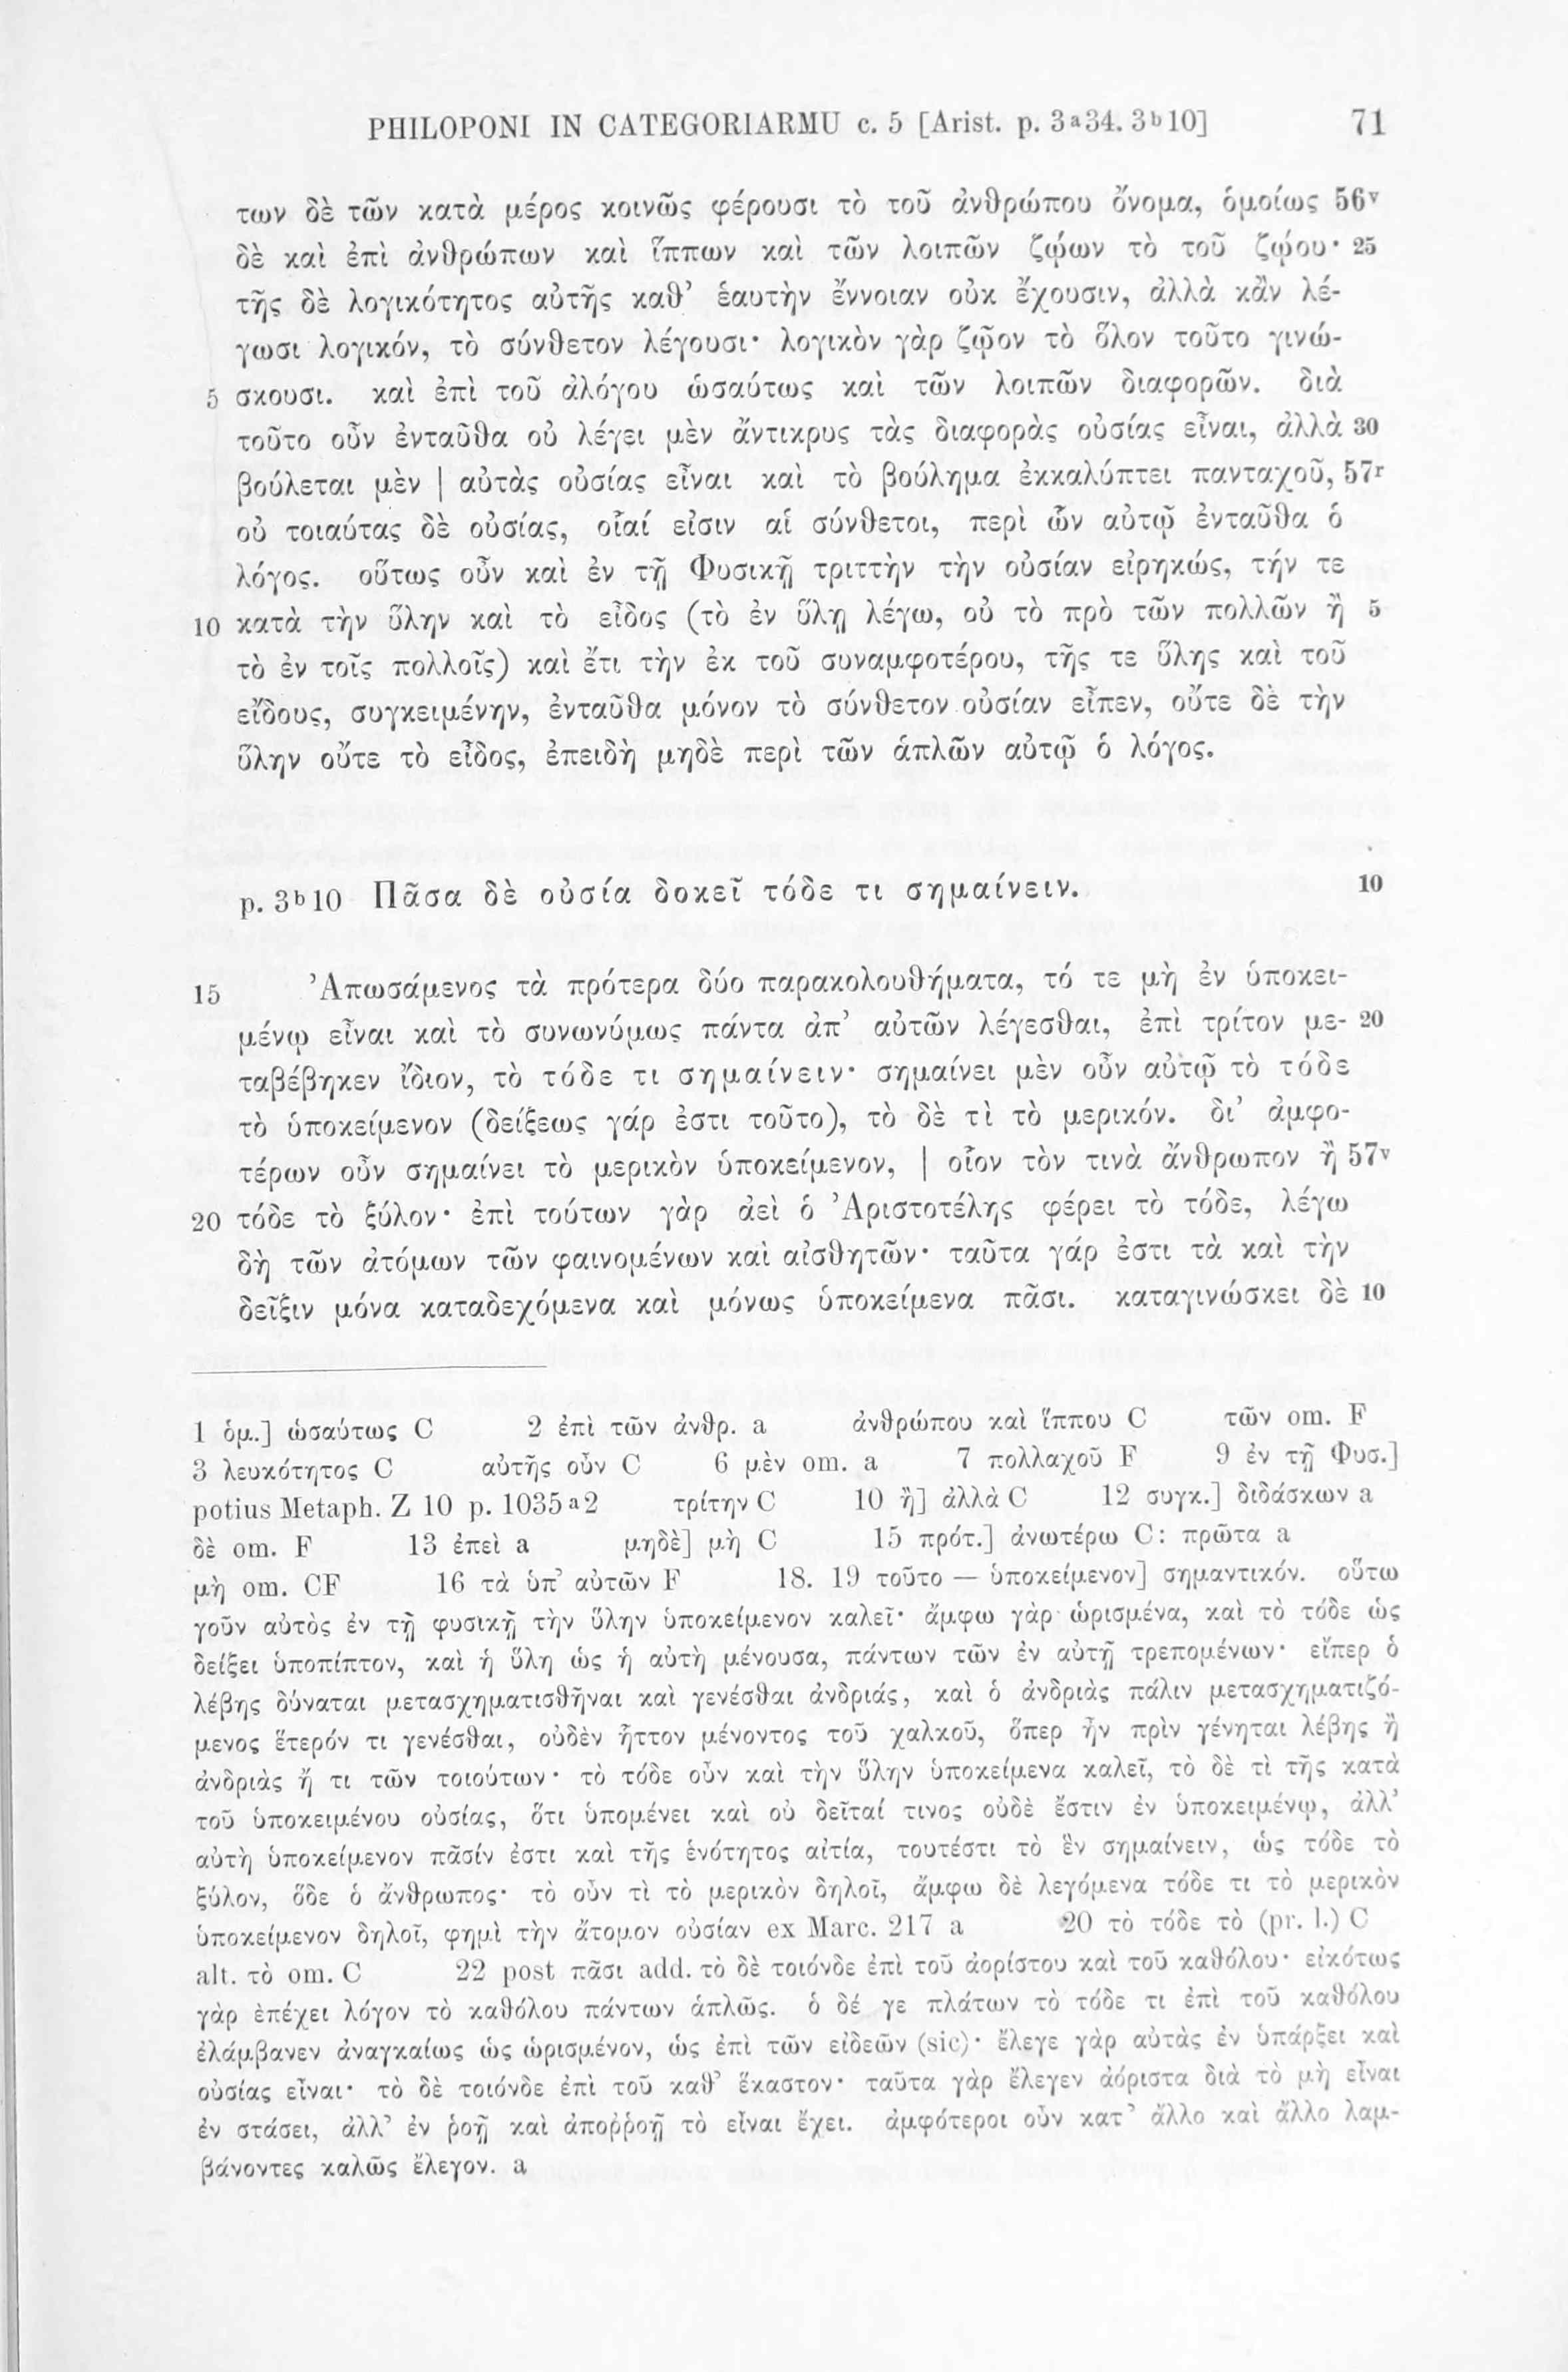 PHILOPONI IN CATEGORIARMU c. 5 [Arist. p. 3a34. 3b10] 71
των δὲ τῶν κατὰ μέρος κοινῶς φέρουσι τὸ τοῦ ἀνθρώπου ὄνομα, ὁμοίως 56v
δὲ καὶ ἐπὶ ἀνθρώπων καὶ ἵππων καὶ τῶν λοιπῶν ζῴων τὸ τοῦ ζῴου· 25
τῆς δὲ λογικότητος αὐτῆς καθ’ ἑαυτὴν ἔννοιαν οὐκ ἔχουσιν, ἀλλὰ κἂν λέ-
γωσι λογικόν, τὸ σύνθετον λέγουσι· λογικὸν γὰρ ζῷον τὸ ὅλον τοῦτο γινώ-
5 σκουσι. καὶ ἐπὶ τοῦ ἀλόγου ὡσαύτως καὶ τῶν λοιπῶν διαφορῶν. διὰ
τοῦτο οὖν ἐνταῦθα οὐ λέγει μὲν ἄντικρυς τὰς διαφορὰς οὐσίας εἶναι, ἀλλὰ 30
βούλεται μὲν | αὐτὰς οὐσίας εἶναι καὶ τὸ βούλημα ἐκκαλύπτει πανταχοῦ, 57r
οὐ τοιαύτας δὲ οὐσίας, οἷαί εἰσιν αἱ σύνθετοι, περὶ ὧν αὐτῷ ἐνταῦθα ὁ
λόγος. οὕτως οὖν καὶ ἐν τῇ Φυσικῇ τριττὴν τὴν οὐσίαν εἰρηκώς, τήν τε
10 κατὰ τὴν ὕλην καὶ τὸ εἶδος (τὸ ἐν ὕλῃ λέγω, οὐ τὸ πρὸ τῶν πολλῶν ἢ 5
τὸ ἐν τοῖς πολλοῖς) καὶ ἔτι τὴν ἐκ τοῦ συναμφοτέρου, τῆς τε ὕλης καὶ τοῦ
εἴδους, συγκειμένην, ἐνταῦθα μόνον τὸ σύνθετον οὐσίαν εἶπεν, οὔτε δὲ τὴν
ὕλην οὔτε τὸ εἶδος, ἐπειδὴ μηδὲ περὶ τῶν ἁπλῶν αὐτῷ ὁ λόγος.
p. 3b10 Πᾶσα δὲ οὐσία δοκεῖ τόδε τι σημαίνειν. 10
15 Ἀπωσάμενος τὰ πρότερα δύο παρακολουθήματα, τό τε μὴ ἐν ὑποκει-
μένῳ εἶναι καὶ τὸ συνωνύμως πάντα ἀπ’ αὐτῶν λέγεσθαι, ἐπὶ τρίτον με- 20
ταβέβηκεν ἴδιον, τὸ τόδε τι σημαίνειν· σημαίνει μὲν οὖν αὐτῷ τὸ τόδε
τὸ ὑποκείμενον (δείξεως γάρ ἐστι τοῦτο), τὸ δὲ τὶ τὸ μερικόν. δι’ ἀμφο-
τέρων οὖν σημαίνει τὸ μερικὸν ὑποκείμενον, | οἷον τὸν τινὰ ἄνθρωπον ἢ 57v
20 τόδε τὸ ξύλον· ἐπὶ τούτων γὰρ ἀεὶ ὁ Ἀριστοτέλης φέρει τὸ τόδε, λέγω
δὴ τῶν ἀτόμων τῶν φαινομένων καὶ αἰσθητῶν· ταῦτα γάρ ἐστι τὰ καὶ τὴν
δεῖξιν μόνα καταδεχόμενα καὶ μόνως ὑποκείμενα πᾶσι. καταγινώσκει δὲ 10
1 ὁμ.] ὡσαύτως C 2 ἐπὶ τῶν ἀνθρ. a ἀνθρώπου καὶ ἵππου C τῶν om. F
3 λευκότητος C αὐτῆς οὖν C 6 μὲν om. a 7 πολλαχοῦ F 9 ἐν τῇ Φυσ.]
potius Metaph. Z 10 p. 1035a2 τρίτην C 10 ἢ] ἀλλὰ C 12 συγκ.] διδάσκων a
δὲ om. F 13 ἐπεὶ a μηδὲ] μὴ C 15 πρότ.] ἀνωτέρω C: πρῶτα a
μὴ om. CF 16 τὰ ὑπ’ αὐτῶν F 18. 19 τοῦτο — ὑποκείμενον] σημαντικόν. οὕτω
γοῦν αὐτὸς ἐν τῇ φυσικῇ τὴν ὕλην ὑποκείμενον καλεῖ· ἄμφω γὰρ ὡρισμένα, καὶ τὸ τόδε ὡς
δείξει ὑποπίπτον, καὶ ἡ ὕλη ὡς ἡ αὐτὴ μένουσα, πάντων τῶν ἐν αὐτῇ τρεπομένων· εἴπερ ὁ
λέβης δύναται μετασχηματισθῆναι καὶ γενέσθαι ἀνδριάς, καὶ ὁ ἀνδριὰς πάλιν μετασχηματιζό-
μενος ἕτερόν τι γενέσθαι, οὐδὲν ἧττον μένοντος τοῦ χαλκοῦ, ὅπερ ἦν πρὶν γένηται λέβης ἢ
ἀνδριὰς ἤ τι τῶν τοιούτων· τὸ τόδε οὖν καὶ τὴν ὕλην ὑποκείμενα καλεῖ, τὸ δὲ τὶ τῆς κατὰ
τοῦ ὑποκειμένου οὐσίας, ὅτι ὑπομένει καὶ οὐ δεῖταί τινος οὐδὲ ἔστιν ἐν ὑποκειμένῳ, ἀλλ’
αὐτὴ ὑποκείμενον πᾶσίν ἐστι καὶ τῆς ἑνότητος αἰτία, τουτέστι τὸ ἓν σημαίνειν, ὡς τόδε τὸ
ξύλον, ὅδε ὁ ἄνθρωπος· τὸ οὖν τὶ τὸ μερικὸν δηλοῖ, ἄμφω δὲ λεγόμενα τόδε τι τὸ μερικὸν
ὑποκείμενον δηλοῖ, φημὶ τὴν ἄτομον οὐσίαν ex Marc. 217 a 20 τὸ τόδε τὸ (pr. l.) C
alt. τὸ om. C 22 post πᾶσι add. τὸ δὲ τοιόνδε ἐπὶ τοῦ ἀορίστου καὶ τοῦ καθόλου· εἰκότως
γὰρ ἐπέχει λόγον τὸ καθόλου πάντων ἁπλῶς. ὁ δέ γε πλάτων τὸ τόδε τι ἐπὶ τοῦ καθόλου
ἐλάμβανεν ἀναγκαίως ὡς ὡρισμένον, ὡς ἐπὶ τῶν εἰδεῶν (sic)· ἔλεγε γὰρ αὐτὰς ἐν ὑπάρξει καὶ
οὐσίας εἶναι· τὸ δὲ τοιόνδε ἐπὶ τοῦ καθ’ ἕκαστον· ταῦτα γὰρ ἔλεγεν ἀόριστα διὰ τὸ μὴ εἶναι
ἐν στάσει, ἀλλ’ ἐν ῥοῇ καὶ ἀποῤῥοῇ τὸ εἶναι ἔχει. ἀμφότεροι οὖν κατ’ ἄλλο καὶ ἄλλο λαμ-
βάνοντες καλῶς ἔλεγον. a